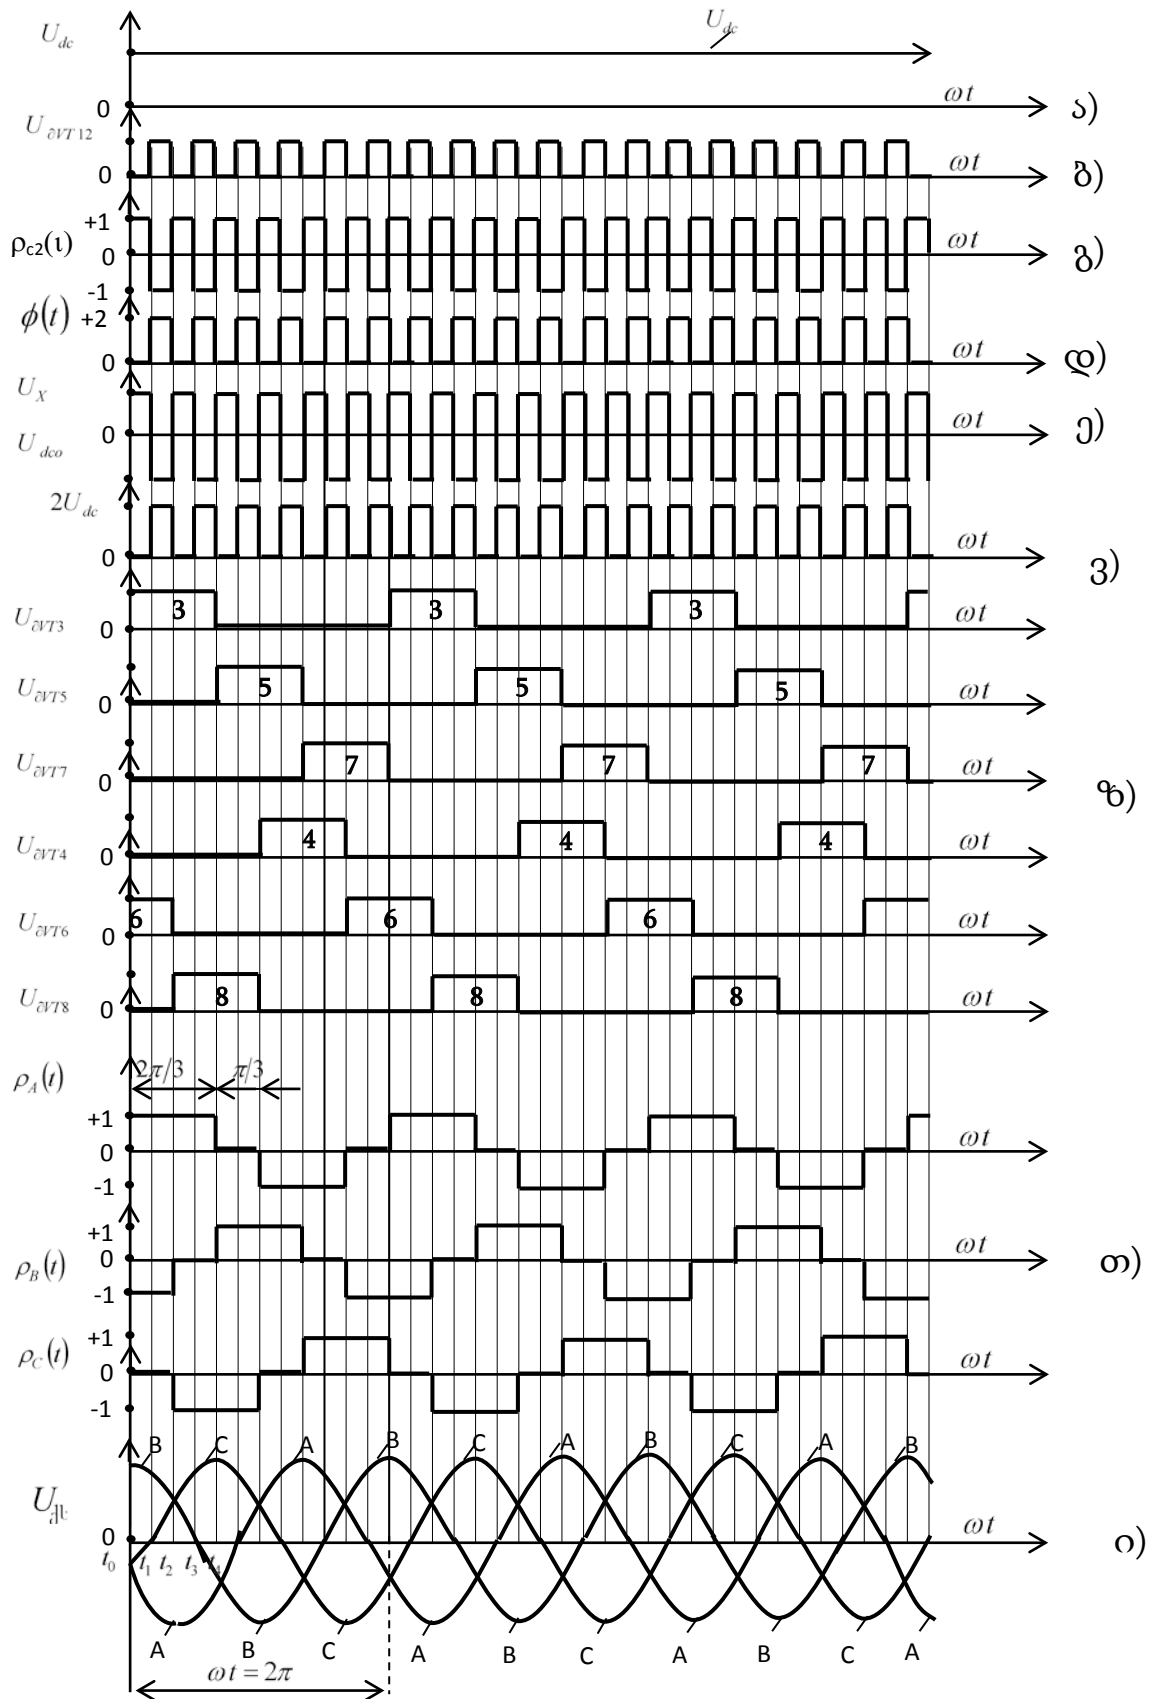 U_dc
U_dc
0
ωt
ა)
U_∂VT12
0
ωt
ბ)
+1
ρ_c2(ι)
0
-1
ωt
გ)
ϕ(t)
+2
0
ωt
დ)
U_X
0
U_dco
ωt
ე)
2U_dc
0
ωt
ვ)
U_∂VT3
0
3 3 3
ωt
U_∂VT5
0
5 5 5
ωt
U_∂VT7
0
7 7 7
ωt
ზ)
U_∂VT4
0
4 4 4
ωt
U_∂VT6
0
6 6 6
ωt
U_∂VT8
0
8 8 8
ωt
ρ_A(t)
2π/3 π/3
+1
0
-1
ωt
+1
0
ρ_B(t)
-1
ωt
თ)
+1
ρ_C(t)
0
-1
ωt
B C A B C A B C A B
0
ωt
ი)
t_0 t_1 t_2 t_3 t_4
A B C A B C A B C A
ωt = 2π